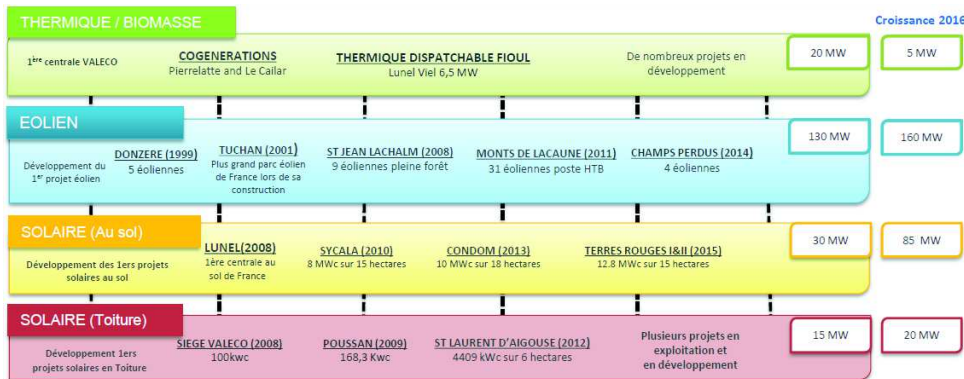 THERMIQUE / BIOMASSE
Croissance 2016
1ère centrale VALECO
COGENERATIONS
Pierrelatte and Le Cailar
THERMIQUE DISPATCHABLE FIOUL
Lunel Viel 6,5 MW
De nombreux projets en
développement
20 MW
5 MW
EOLIEN
Développement du
1er projet éolien
DONZERE (1999)
5 éoliennes
TUCHAN (2001)
Plus grand parc éolien
de France lors de sa
construction
ST JEAN LACHALM (2008)
9 éoliennes pleine forêt
MONTS DE LACAUNE (2011)
31 éoliennes poste HTB
CHAMPS PERDUS (2014)
4 éoliennes
130 MW
160 MW
SOLAIRE (Au sol)
Développement des 1ers projets
solaires au sol
LUNEL(2008)
1ère centrale au
sol de France
SYCALA (2010)
8 MWc sur 15 hectares
CONDOM (2013)
10 MWc sur 18 hectares
TERRES ROUGES I&II (2015)
12.8 MWc sur 15 hectares
30 MW
85 MW
SOLAIRE (Toiture)
Développement 1ers
projets solaires en Toiture
SIEGE VALECO (2008)
100kwc
POUSSAN (2009)
168,3 Kwc
ST LAURENT D'AIGOUSE (2012)
4409 kWc sur 6 hectares
Plusieurs projets en
exploitation et
en développement
15 MW
20 MW